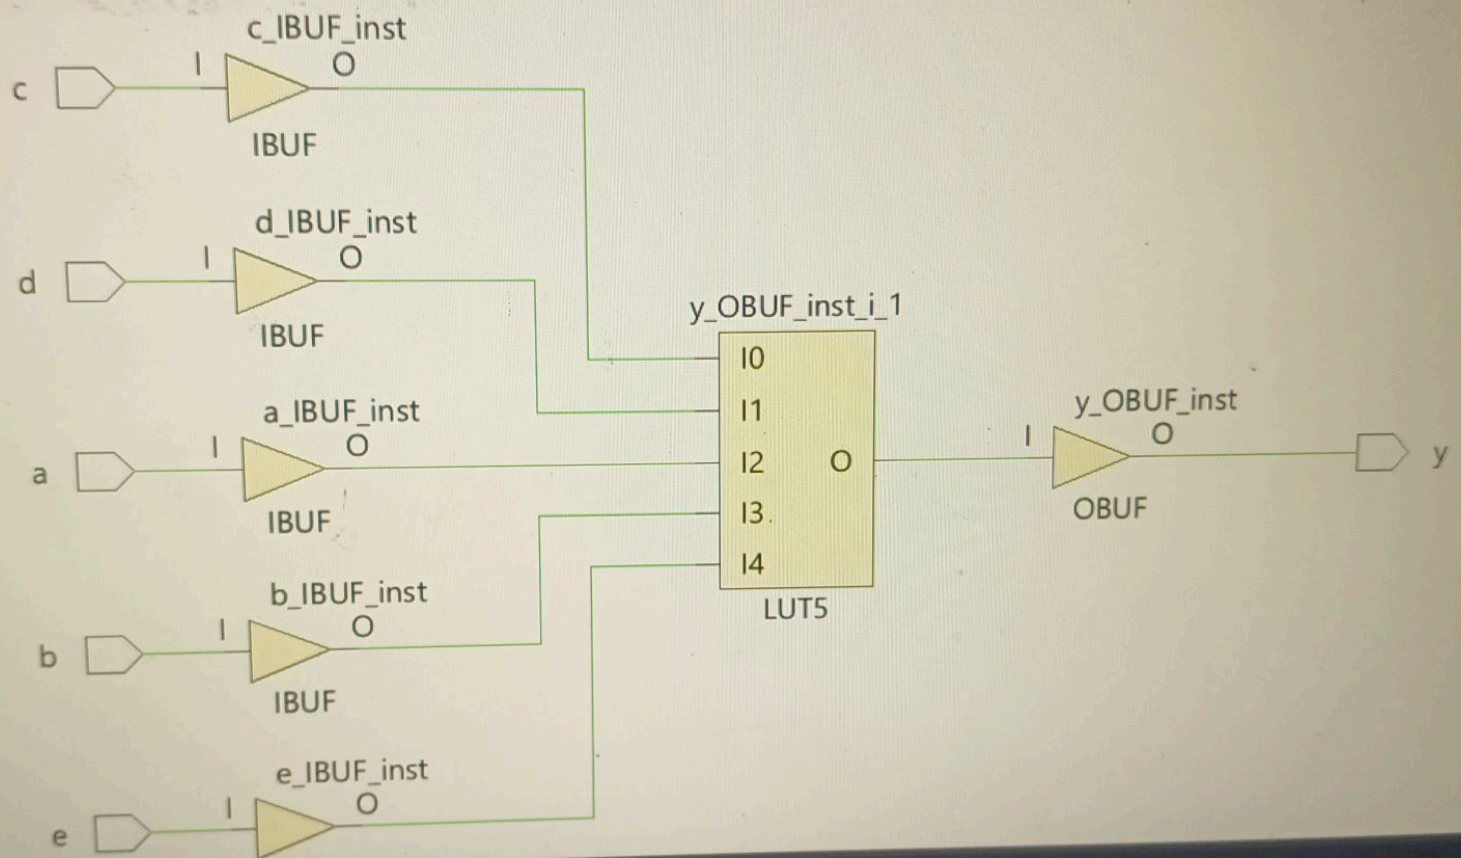 c_IBUF_inst
c
I
O
IBUF
d_IBUF_inst
d
I
O
IBUF
a_IBUF_inst
a
I
O
IBUF
b_IBUF_inst
b
I
O
IBUF
e_IBUF_inst
e
I
O
y_OBUF_inst_i_1
I0
I1
I2
O
I3
I4
LUT5
y_OBUF_inst
I
O
OBUF
y